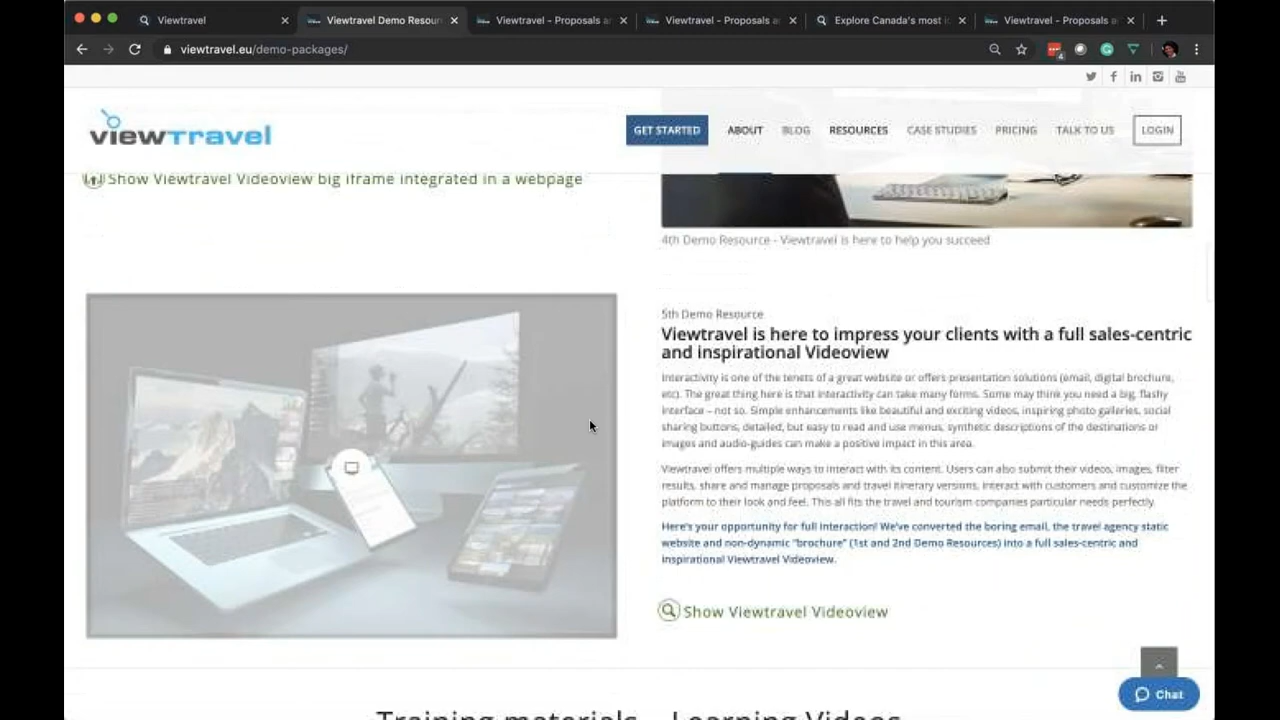 Viewtravel
Viewtravel Demo Resour
Viewtravel - Proposals a
Viewtravel - Proposals a
Explore Canada's most i
Viewtravel - Proposals a
viewtravel.eu/demo-packages/
4
viewtravel
GET STARTED
ABOUT
BLOG
RESOURCES
CASE STUDIES
PRICING
TALK TO US
LOGIN
Show Viewtravel Videoview big iframe integrated in a webpage
4th Demo Resource - Viewtravel is here to help you succeed
5th Demo Resource
Viewtravel is here to impress your clients with a full sales-centric
and inspirational Videoview
Interactivity is one of the tenets of a great website or offers presentation solutions (email, digital brochure,
etc). The great thing here is that interactivity can take many forms. Some may think you need a big, flashy
interface – not so. Simple enhancements like beautiful and exciting videos, inspiring photo galleries, social
sharing buttons, detailed, but easy to read and use menus, synthetic descriptions of the destinations or
images and audio-guides can make a positive impact in this area.
Viewtravel offers multiple ways to interact with its content. Users can also submit their videos, images, filter
results, share and manage proposals and travel itinerary versions, interact with customers and customize the
platform to their look and feel. This all fits the travel and tourism companies particular needs perfectly.
Here's your opportunity for full interaction! We've converted the boring email, the travel agency static
website and non-dynamic "brochure" (1st and 2nd Demo Resources) into a full sales-centric and
inspirational Viewtravel Videoview.
Show Viewtravel Videoview
Chat
Training materials – Learning Videos